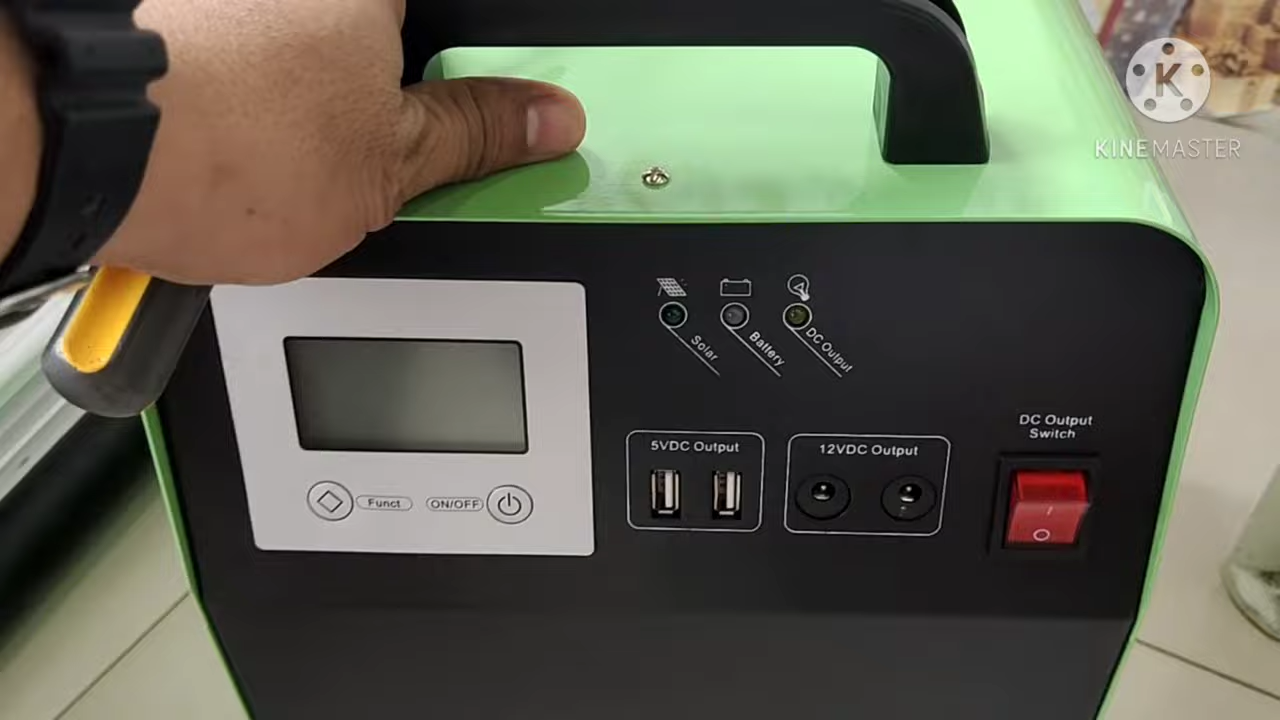 K
KINEMASTER
Solar
Battery
DC Output
5VDC Output
12VDC Output
DC Output
Switch
Funct
ON/OFF